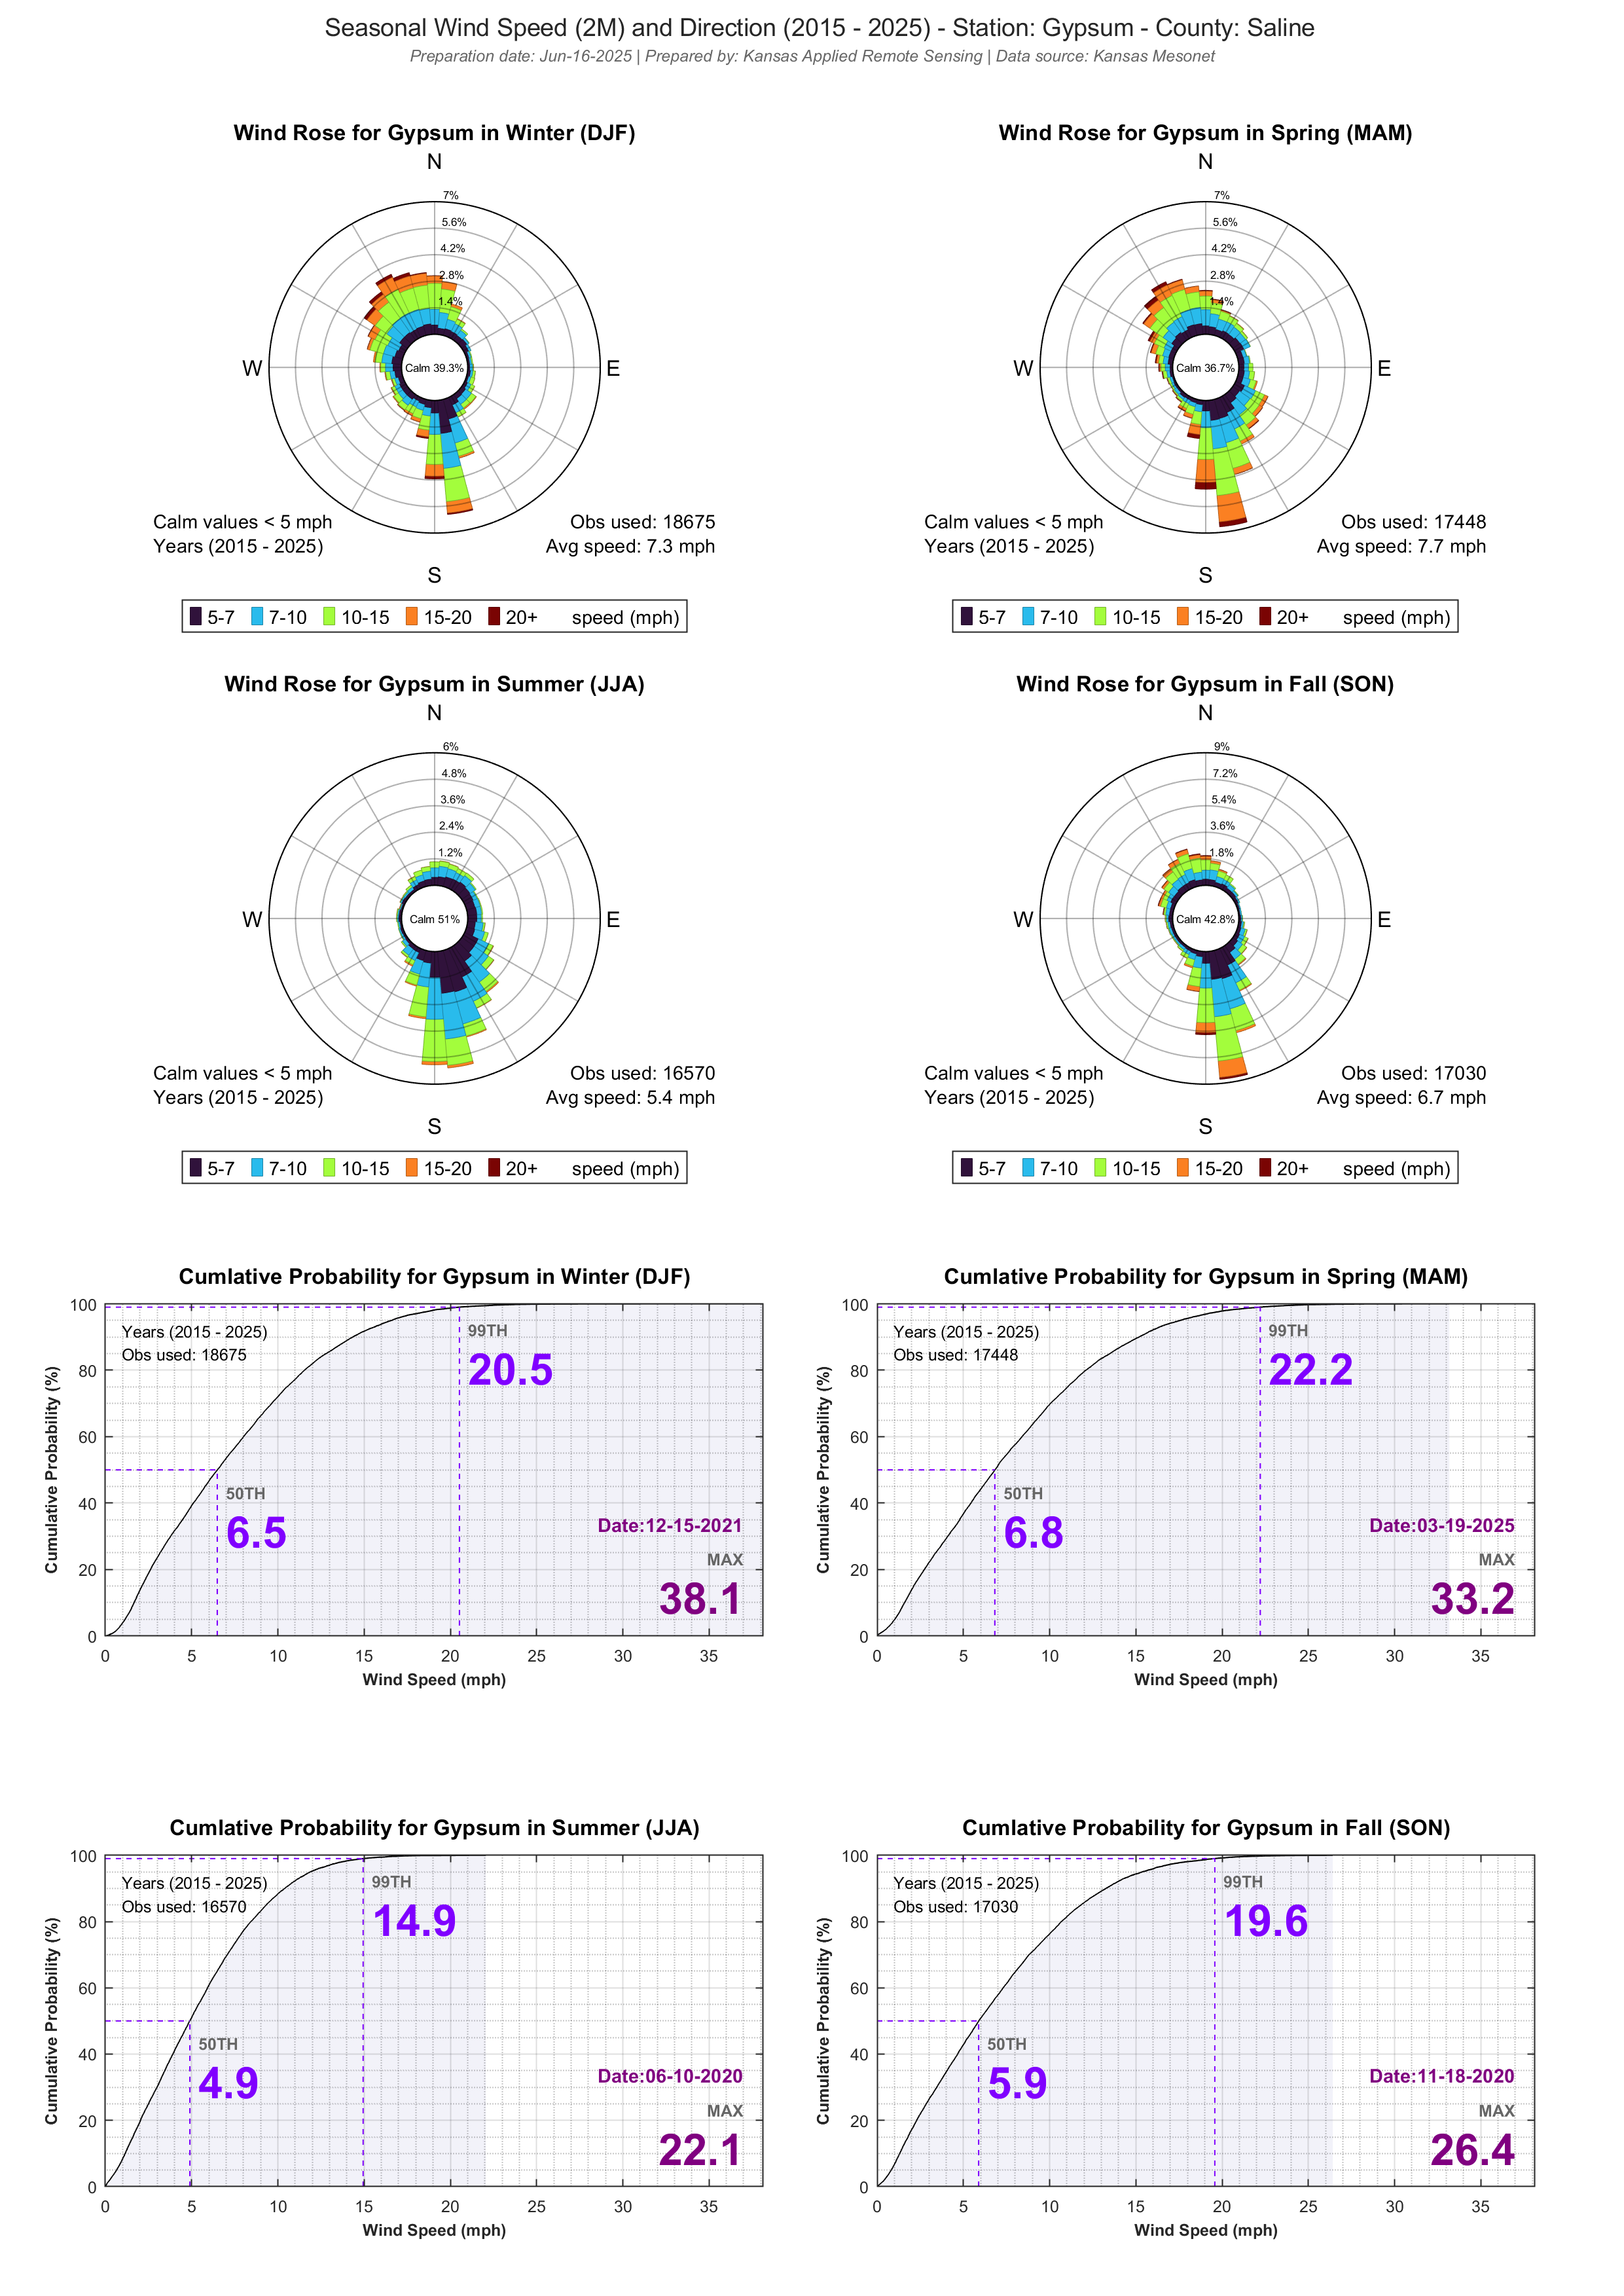 Seasonal Wind Speed (2M) and Direction (2015 - 2025) - Station: Gypsum - County: Saline
Preparation date: Jun-16-2025 | Prepared by: Kansas Applied Remote Sensing | Data source: Kansas Mesonet
Wind Rose for Gypsum in Winter (DJF)
N
7%
5.6%
4.2%
2.8%
1.4%
W
Calm 39.3%
E
Calm values < 5 mph
Years (2015 - 2025)
Obs used: 18675
Avg speed: 7.3 mph
S
5-7 7-10 10-15 15-20 20+ speed (mph)
Wind Rose for Gypsum in Spring (MAM)
N
7%
5.6%
4.2%
2.8%
1.4%
W
Calm 36.7%
E
Calm values < 5 mph
Years (2015 - 2025)
Obs used: 17448
Avg speed: 7.7 mph
S
5-7 7-10 10-15 15-20 20+ speed (mph)
Wind Rose for Gypsum in Summer (JJA)
N
6%
4.8%
3.6%
2.4%
1.2%
W
Calm 51%
E
Calm values < 5 mph
Years (2015 - 2025)
Obs used: 16570
Avg speed: 5.4 mph
S
5-7 7-10 10-15 15-20 20+ speed (mph)
Wind Rose for Gypsum in Fall (SON)
N
9%
7.2%
5.4%
3.6%
1.8%
W
Calm 42.8%
E
Calm values < 5 mph
Years (2015 - 2025)
Obs used: 17030
Avg speed: 6.7 mph
S
5-7 7-10 10-15 15-20 20+ speed (mph)
Cumlative Probability for Gypsum in Winter (DJF)
Cumulative Probability (%)
100
80
60
40
20
0
Years (2015 - 2025)
Obs used: 18675
99TH
20.5
50TH
6.5
Date:12-15-2021
MAX
38.1
0 5 10 15 20 25 30 35
Wind Speed (mph)
Cumlative Probability for Gypsum in Spring (MAM)
Cumulative Probability (%)
100
80
60
40
20
0
Years (2015 - 2025)
Obs used: 17448
99TH
22.2
50TH
6.8
Date:03-19-2025
MAX
33.2
0 5 10 15 20 25 30 35
Wind Speed (mph)
Cumlative Probability for Gypsum in Summer (JJA)
Cumulative Probability (%)
100
80
60
40
20
0
Years (2015 - 2025)
Obs used: 16570
99TH
14.9
50TH
4.9
Date:06-10-2020
MAX
22.1
0 5 10 15 20 25 30 35
Wind Speed (mph)
Cumlative Probability for Gypsum in Fall (SON)
Cumulative Probability (%)
100
80
60
40
20
0
Years (2015 - 2025)
Obs used: 17030
99TH
19.6
50TH
5.9
Date:11-18-2020
MAX
26.4
0 5 10 15 20 25 30 35
Wind Speed (mph)